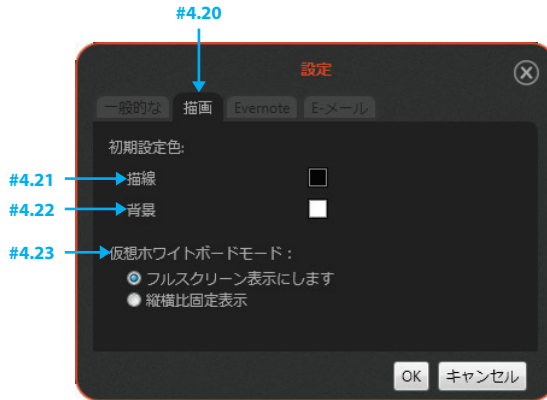 #4.20
設定
一般的な 描画 Evernote E-メール
初期設定色:
#4.21 描線
#4.22 背景
#4.23 仮想ホワイトボードモード：
フルスクリーン表示にします
縦横比固定表示
OK キャンセル